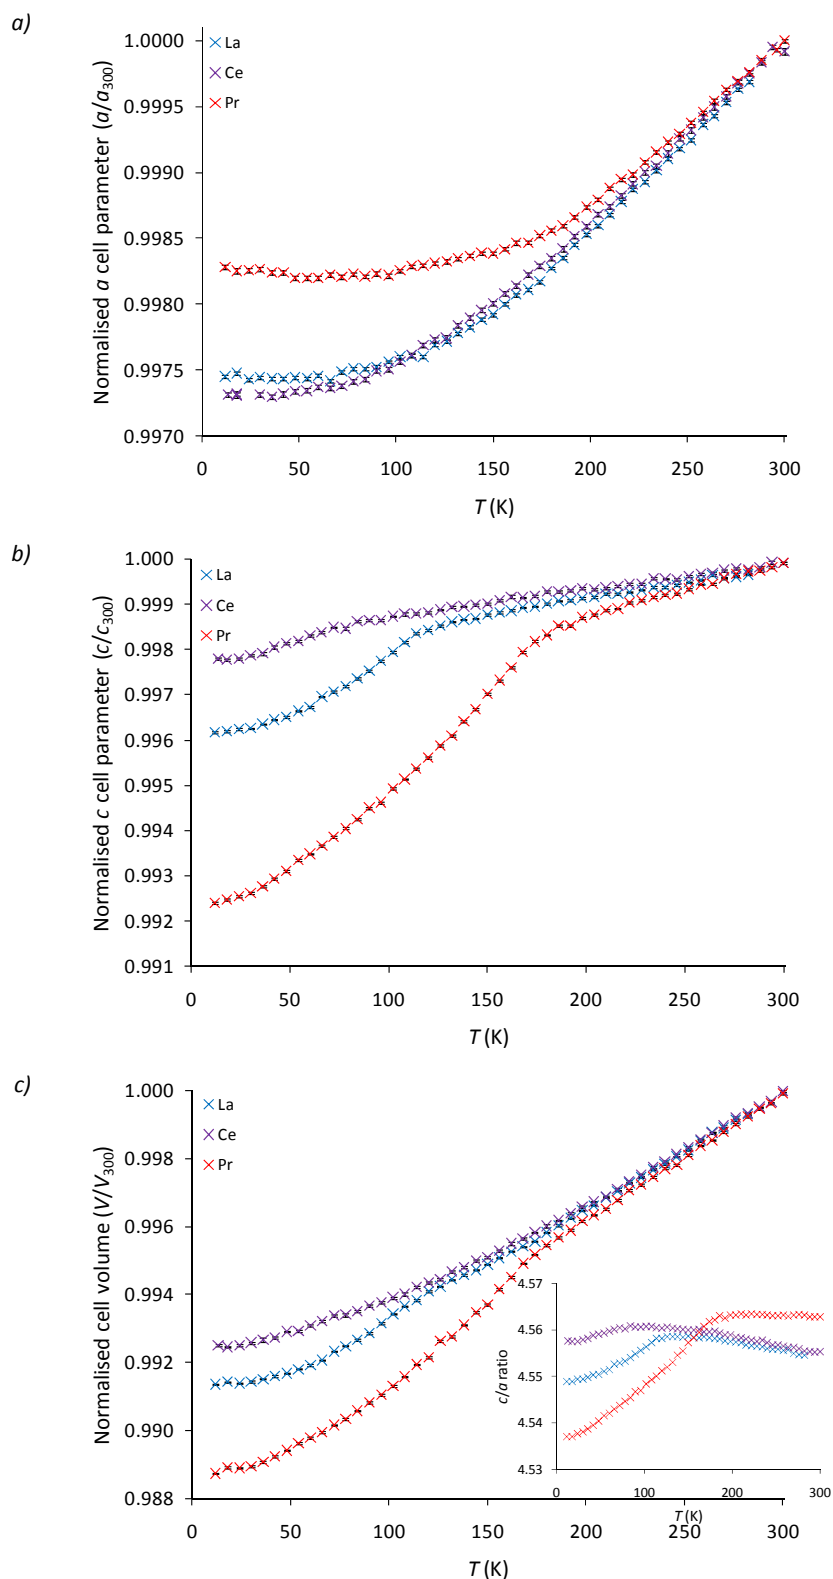 a)
1.0000
0.9995
0.9990
0.9985
0.9980
0.9975
0.9970
Normalised a cell parameter (a/a300)
La
Ce
Pr
0 50 100 150 200 250 300
T (K)
b)
1.000
0.999
0.998
0.997
0.996
0.995
0.994
0.993
0.992
0.991
Normalised c cell parameter (c/c300)
La
Ce
Pr
0 50 100 150 200 250 300
T (K)
c)
1.000
0.998
0.996
0.994
0.992
0.990
0.988
Normalised cell volume (V/V300)
La
Ce
Pr
4.57
4.56
4.55
4.54
4.53
c/a ratio
0 100 200 300
T (K)
0 50 100 150 200 250 300
T (K)